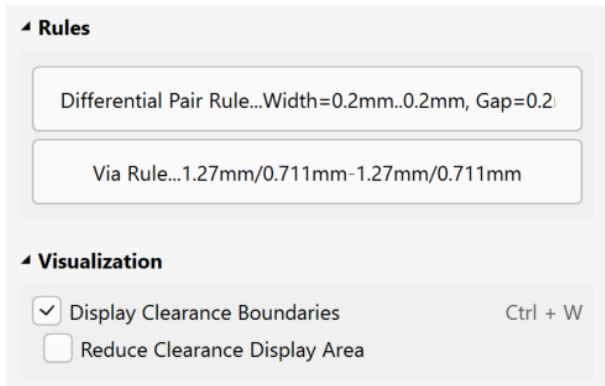 Rules
Differential Pair Rule...Width=0.2mm..0.2mm, Gap=0.2
Via Rule...1.27mm/0.711mm-1.27mm/0.711mm
Visualization
Display Clearance Boundaries Ctrl + W
Reduce Clearance Display Area